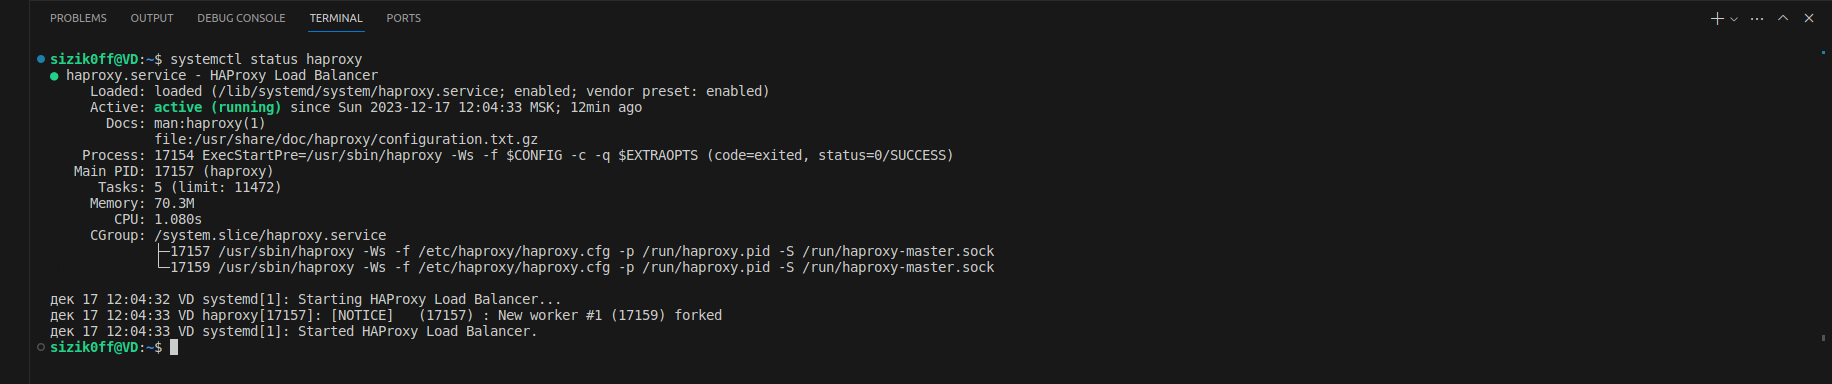 PROBLEMS OUTPUT DEBUG CONSOLE TERMINAL PORTS
sizik0ff@VD:~$ systemctl status haproxy
● haproxy.service - HAProxy Load Balancer
Loaded: loaded (/lib/systemd/system/haproxy.service; enabled; vendor preset: enabled)
Active: active (running) since Sun 2023-12-17 12:04:33 MSK; 12min ago
Docs: man:haproxy(1)
file:/usr/share/doc/haproxy/configuration.txt.gz
Process: 17154 ExecStartPre=/usr/sbin/haproxy -Ws -f $CONFIG -c -q $EXTRAOPTS (code=exited, status=0/SUCCESS)
Main PID: 17157 (haproxy)
Tasks: 5 (limit: 11472)
Memory: 70.3M
CPU: 1.080s
CGroup: /system.slice/haproxy.service
├─17157 /usr/sbin/haproxy -Ws -f /etc/haproxy/haproxy.cfg -p /run/haproxy.pid -S /run/haproxy-master.sock
└─17159 /usr/sbin/haproxy -Ws -f /etc/haproxy/haproxy.cfg -p /run/haproxy.pid -S /run/haproxy-master.sock
дек 17 12:04:32 VD systemd[1]: Starting HAProxy Load Balancer...
дек 17 12:04:33 VD haproxy[17157]: [NOTICE]   (17157) : New worker #1 (17159) forked
дек 17 12:04:33 VD systemd[1]: Started HAProxy Load Balancer.
sizik0ff@VD:~$